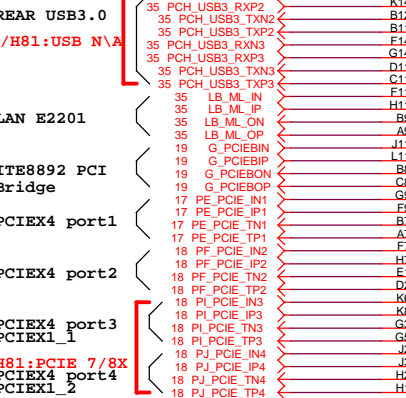 35 PCH_USB3_RXP2
REAR USB3.0 35 PCH_USB3_TXN2 B12
35 PCH_USB3_TXP2
/H81:USB N\A 35 PCH_USB3_RXN3
35 PCH_USB3_RXP3
35 PCH_USB3_TXN3
35 PCH_USB3_TXP3
35 LB_ML_IN
35 LB_ML_IP
LAN E2201 35 LB_ML_ON
35 LB_ML_OP
19 G_PCIEBIN
19 G_PCIEBIP
ITE8892 PCI 19 G_PCIEBON
Bridge 19 G_PCIEBOP
17 PE_PCIE_IN1
17 PE_PCIE_IP1
PCIEX4 port1 17 PE_PCIE_TN1
17 PE_PCIE_TP1
18 PF_PCIE_IN2
18 PF_PCIE_IP2
PCIEX4 port2 18 PF_PCIE_TN2
18 PF_PCIE_TP2
18 PI_PCIE_IN3
18 PI_PCIE_IP3
PCIEX4 port3 18 PI_PCIE_TN3
PCIEX1_1 18 PI_PCIE_TP3
18 PJ_PCIE_IN4
H81:PCIE 7/8X 18 PJ_PCIE_IP4
PCIEX4 port4 18 PJ_PCIE_TN4
PCIEX1_2 18 PJ_PCIE_TP4